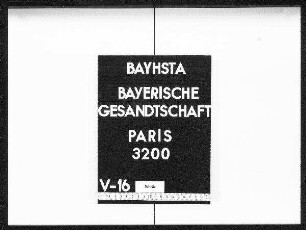 BAYHSTA
BAYERISCHE
GESANDTSCHAFT
PARIS
3200
V-16